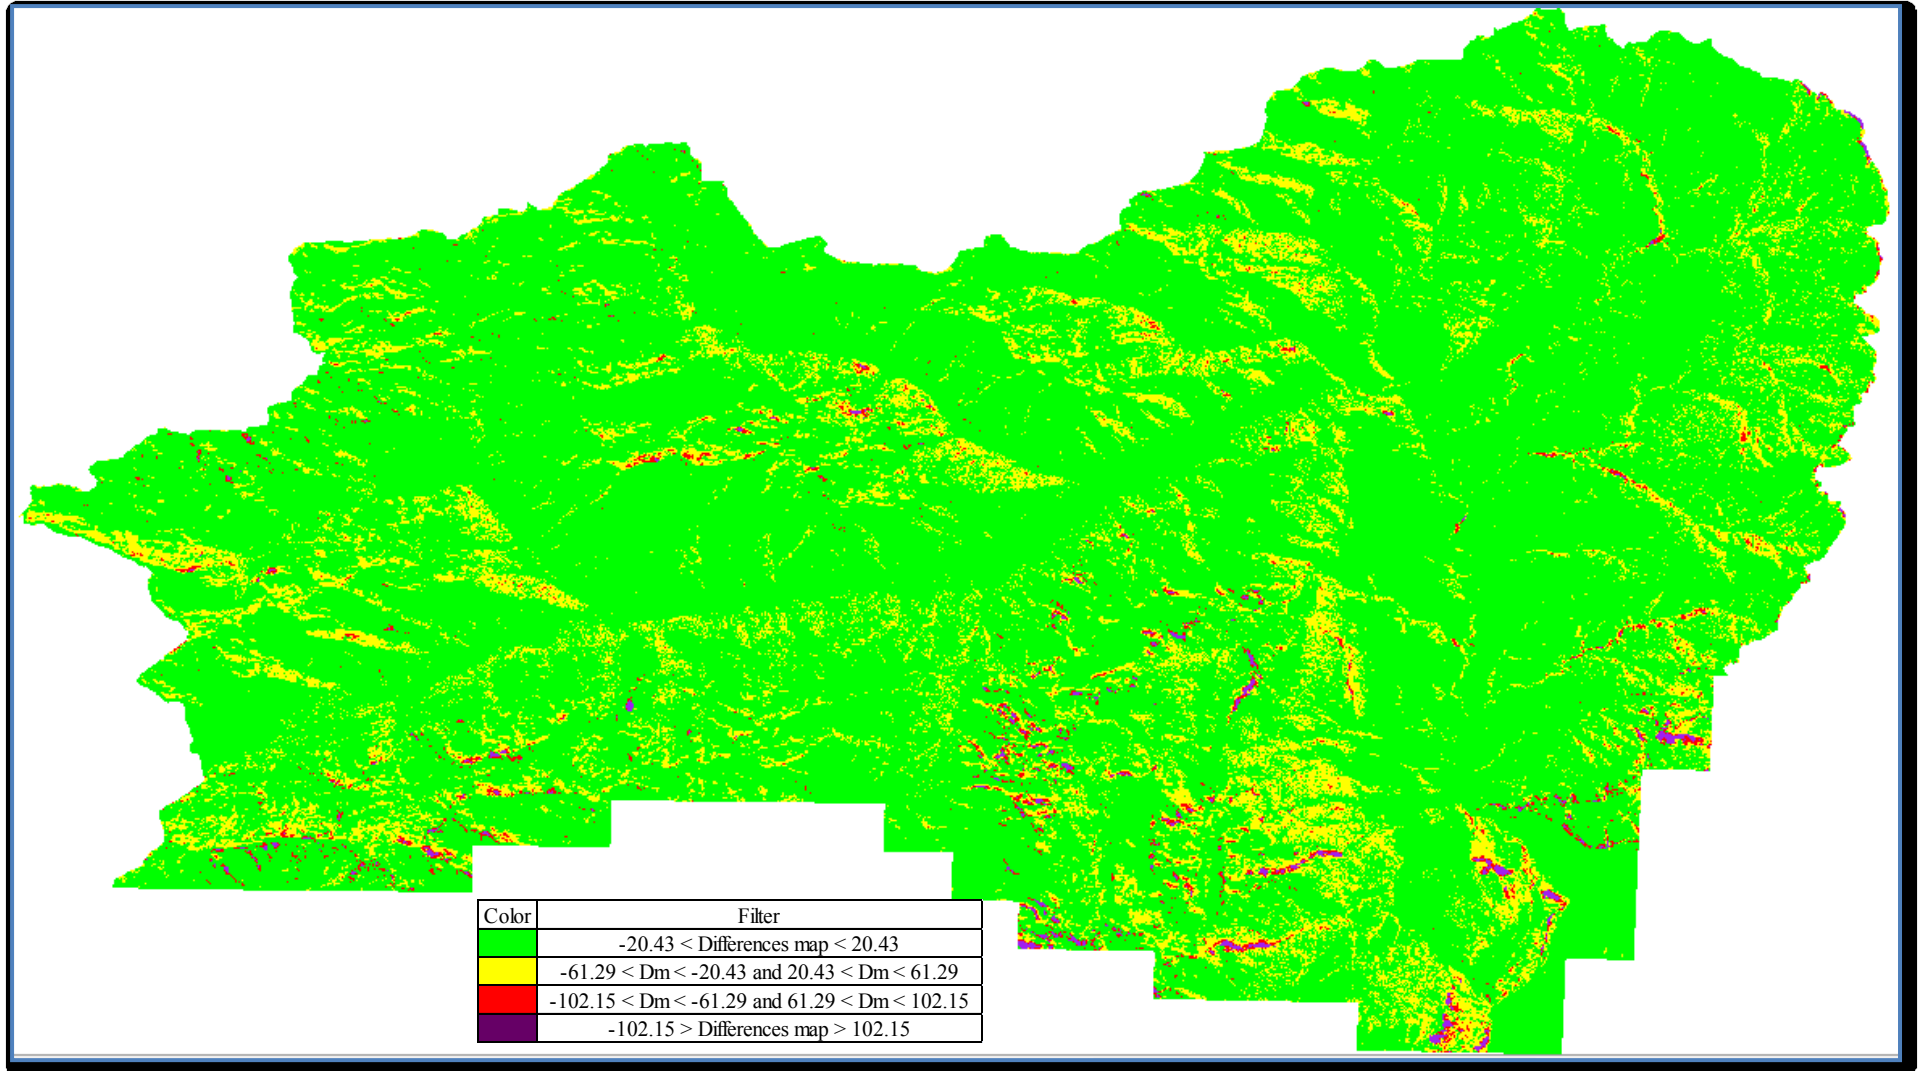 Color Filter
-20.43 < Differences map < 20.43
-61.29 < Dm < -20.43 and 20.43 < Dm < 61.29
-102.15 < Dm < -61.29 and 61.29 < Dm < 102.15
-102.15 > Differences map > 102.15